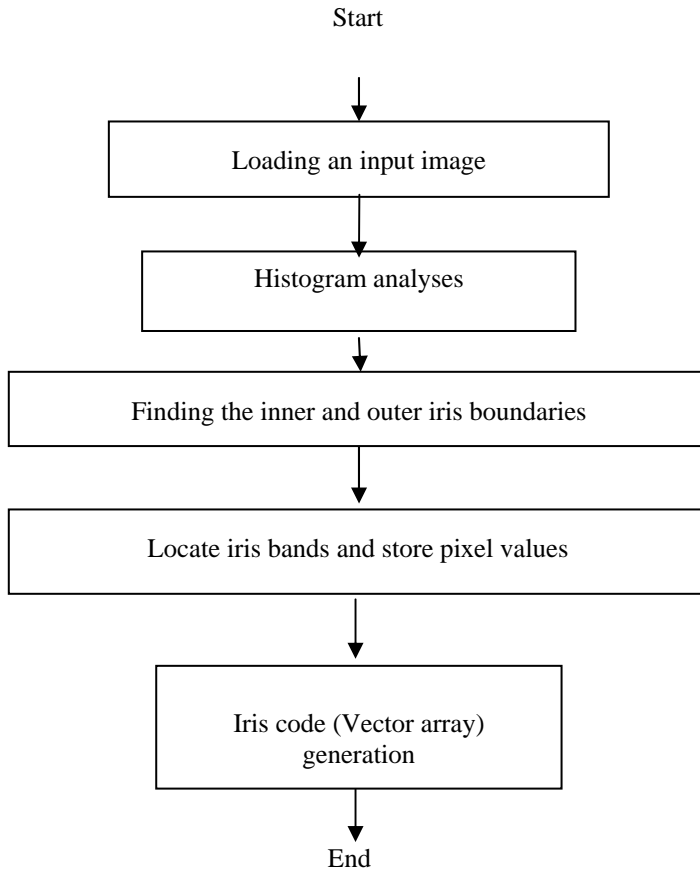 Start
Loading an input image
Histogram analyses
Finding the inner and outer iris boundaries
Locate iris bands and store pixel values
Iris code (Vector array)
generation
End